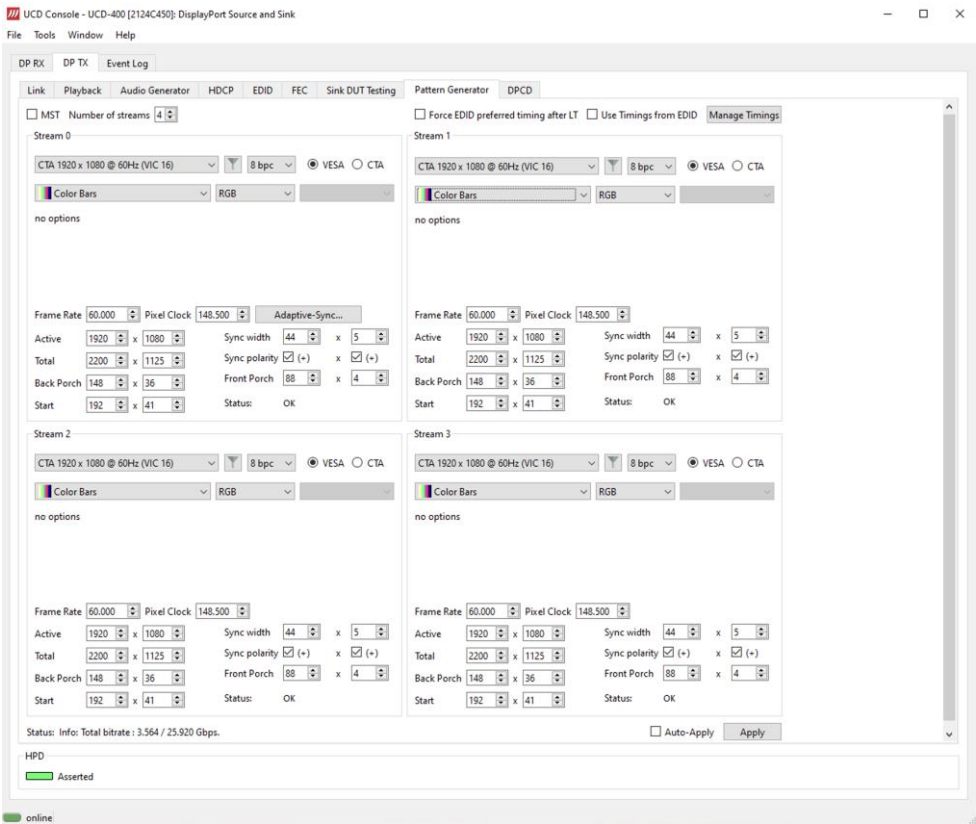 UCD Console - UCD-400 [2124C450]: DisplayPort Source and Sink
File Tools Window Help
DP RX DP TX Event Log
Link Playback Audio Generator HDCP EDID FEC Sink DUT Testing Pattern Generator DPCD
MST Number of streams 4 Force EDID preferred timing after LT Use Timings from EDID Manage Timings
Stream 0
CTA 1920 x 1080 @ 60Hz (VIC 16) 8 bpc VESA CTA
Color Bars RGB
no options
Frame Rate 60.000 Pixel Clock 148.500 Adaptive-Sync...
Active 1920 x 1080 Sync width 44 x 5
Total 2200 x 1125 Sync polarity (+) x (+)
Back Porch 148 x 36 Front Porch 88 x 4
Start 192 x 41 Status: OK
Stream 1
CTA 1920 x 1080 @ 60Hz (VIC 16) 8 bpc VESA CTA
Color Bars RGB
no options
Frame Rate 60.000 Pixel Clock 148.500
Active 1920 x 1080 Sync width 44 x 5
Total 2200 x 1125 Sync polarity (+) x (+)
Back Porch 148 x 36 Front Porch 88 x 4
Start 192 x 41 Status: OK
Stream 2
CTA 1920 x 1080 @ 60Hz (VIC 16) 8 bpc VESA CTA
Color Bars RGB
no options
Frame Rate 60.000 Pixel Clock 148.500
Active 1920 x 1080 Sync width 44 x 5
Total 2200 x 1125 Sync polarity (+) x (+)
Back Porch 148 x 36 Front Porch 88 x 4
Start 192 x 41 Status: OK
Stream 3
CTA 1920 x 1080 @ 60Hz (VIC 16) 8 bpc VESA CTA
Color Bars RGB
no options
Frame Rate 60.000 Pixel Clock 148.500
Active 1920 x 1080 Sync width 44 x 5
Total 2200 x 1125 Sync polarity (+) x (+)
Back Porch 148 x 36 Front Porch 88 x 4
Start 192 x 41 Status: OK
Status: Info: Total bitrate : 3.564 / 25.920 Gbps. Auto-Apply Apply
HPD
Asserted
online